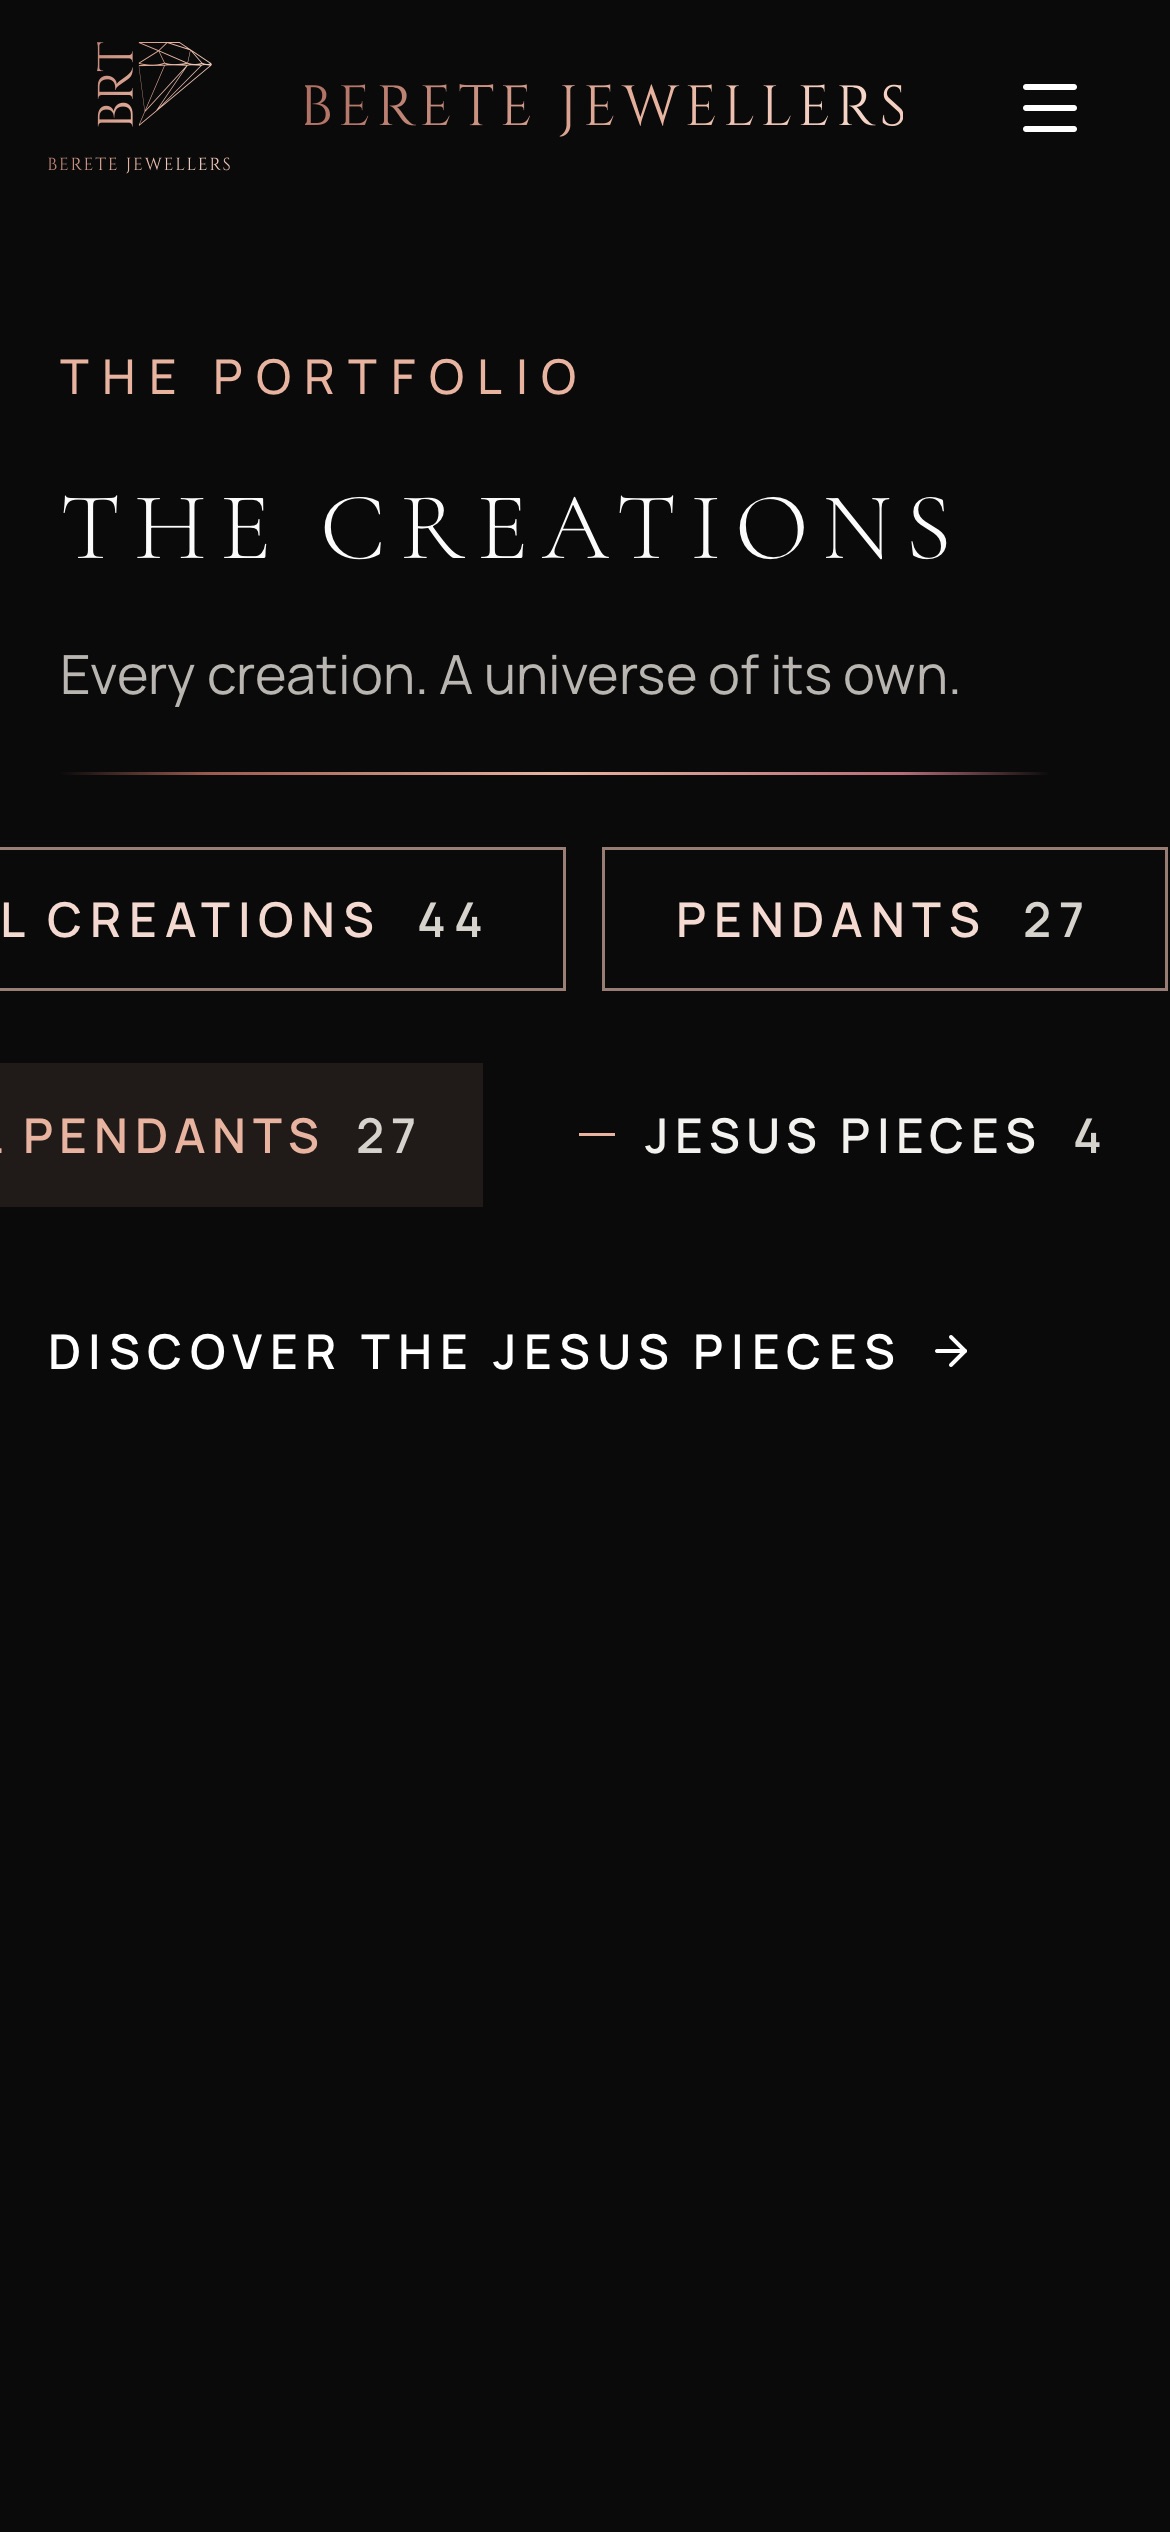 BRT
BERETE JEWELLERS
BERETE JEWELLERS
THE PORTFOLIO
THE CREATIONS
Every creation. A universe of its own.
L CREATIONS 44
PENDANTS 27
PENDANTS 27
— JESUS PIECES 4
DISCOVER THE JESUS PIECES →